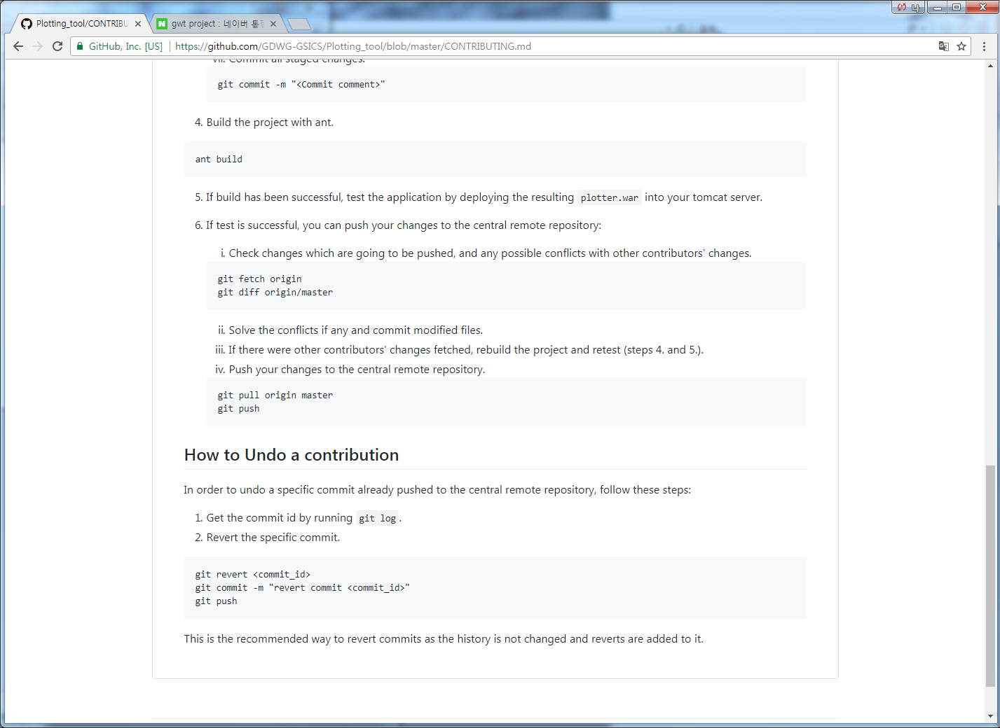 Plotting_tool/CONTRIBU
gwt project : 네이버 통
4
GitHub, Inc. [US]
https://github.com/GDWG-GSICS/Plotting_tool/blob/master/CONTRIBUTING.md
vii. Commit all staged changes.
git commit -m "<Commit comment>"
4. Build the project with ant.
ant build
5. If build has been successful, test the application by deploying the resulting plotter.war into your tomcat server.
6. If test is successful, you can push your changes to the central remote repository:
i. Check changes which are going to be pushed, and any possible conflicts with other contributors' changes.
git fetch origin
git diff origin/master
ii. Solve the conflicts if any and commit modified files.
iii. If there were other contributors' changes fetched, rebuild the project and retest (steps 4. and 5.).
iv. Push your changes to the central remote repository.
git pull origin master
git push
How to Undo a contribution
In order to undo a specific commit already pushed to the central remote repository, follow these steps:
1. Get the commit id by running git log.
2. Revert the specific commit.
git revert <commit_id>
git commit -m "revert commit <commit_id>"
git push
This is the recommended way to revert commits as the history is not changed and reverts are added to it.